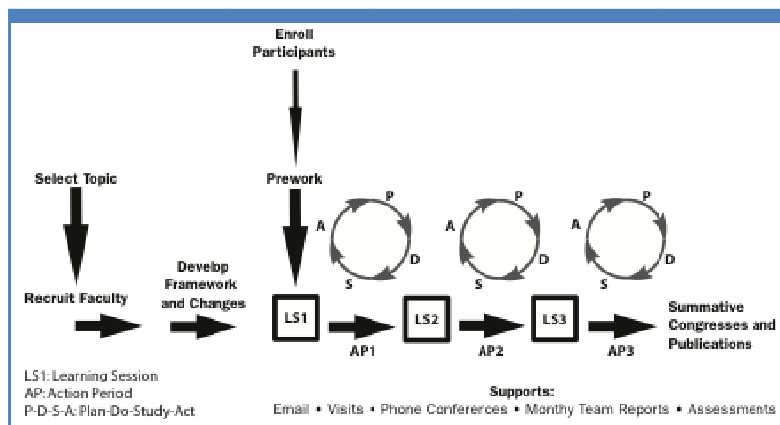 Enroll
Participants
Select Topic
Prework
P
P
P
A
A
A
D
D
D
S
S
S
Develop
Framework
and Changes
Recruit Faculty
LS1
LS2
LS3
Summative
Congresses and
Publications
AP1
AP2
AP3
LS1: Learning Session
AP: Action Period
P-D-S-A: Plan-Do-Study-Act
Supports:
Email • Visits • Phone Conferences • Monthy Team Reports • Assessments